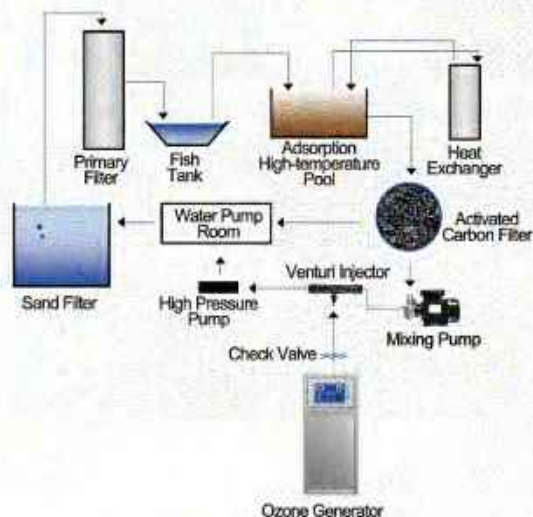 Primary
Filter
Fish
Tank
Adsorption
High-temperature
Pool
Heat
Exchanger
Water Pump
Room
Activated
Carbon Filter
Sand Filter
High Pressure
Pump
Venturi Injector
Mixing Pump
Check Valve
Ozone Generator